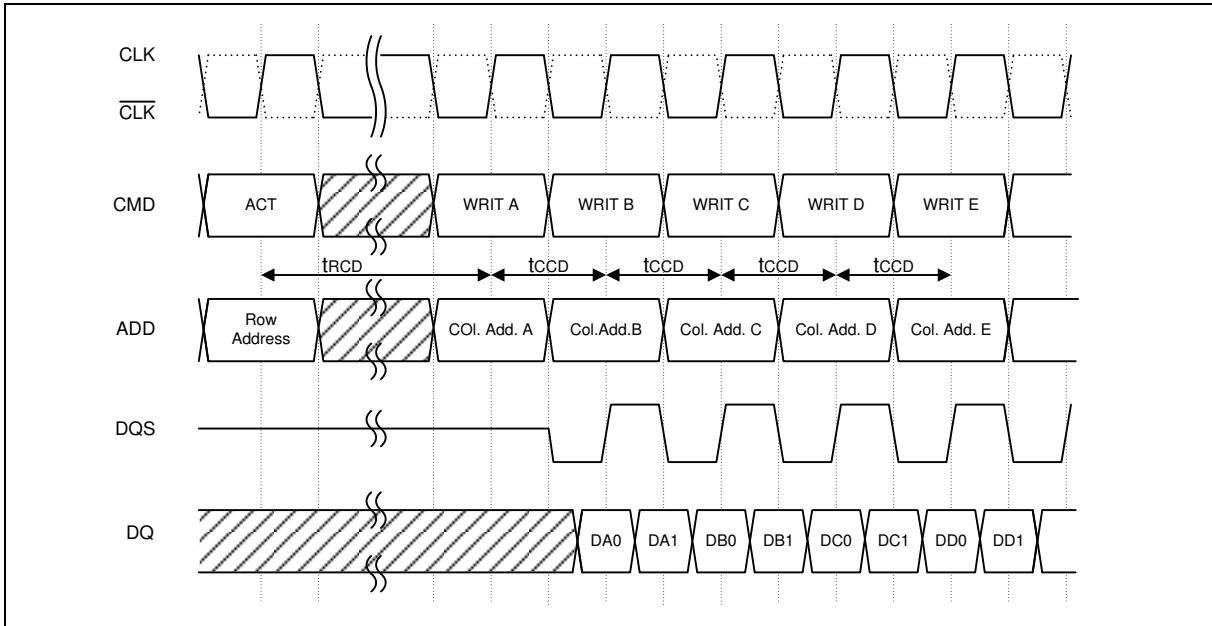 CLK
CLK
CMD
ACT
WRIT A
WRIT B
WRIT C
WRIT D
WRIT E
tRCD
tCCD
tCCD
tCCD
tCCD
ADD
Row
Address
COl. Add. A
Col.Add.B
Col. Add. C
Col. Add. D
Col. Add. E
DQS
DQ
DA0
DA1
DB0
DB1
DC0
DC1
DD0
DD1